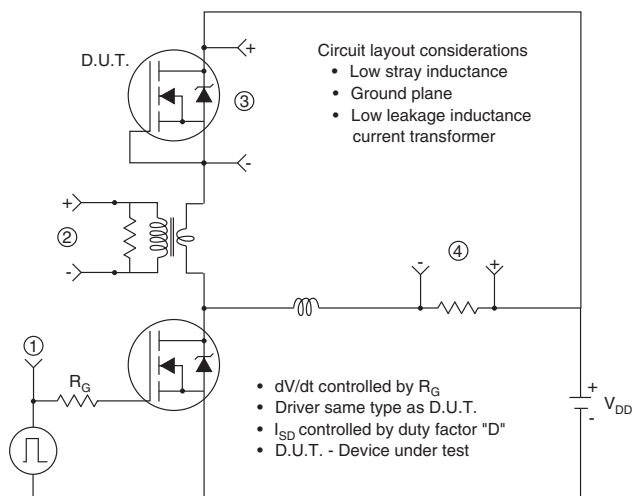 D.U.T.
+
Circuit layout considerations
• Low stray inductance
• Ground plane
• Low leakage inductance
current transformer
③
-
+
②
-
④
-
+
①
R_G
• dV/dt controlled by R_G
• Driver same type as D.U.T.
• I_SD controlled by duty factor "D"
• D.U.T. - Device under test
+
V_DD
-